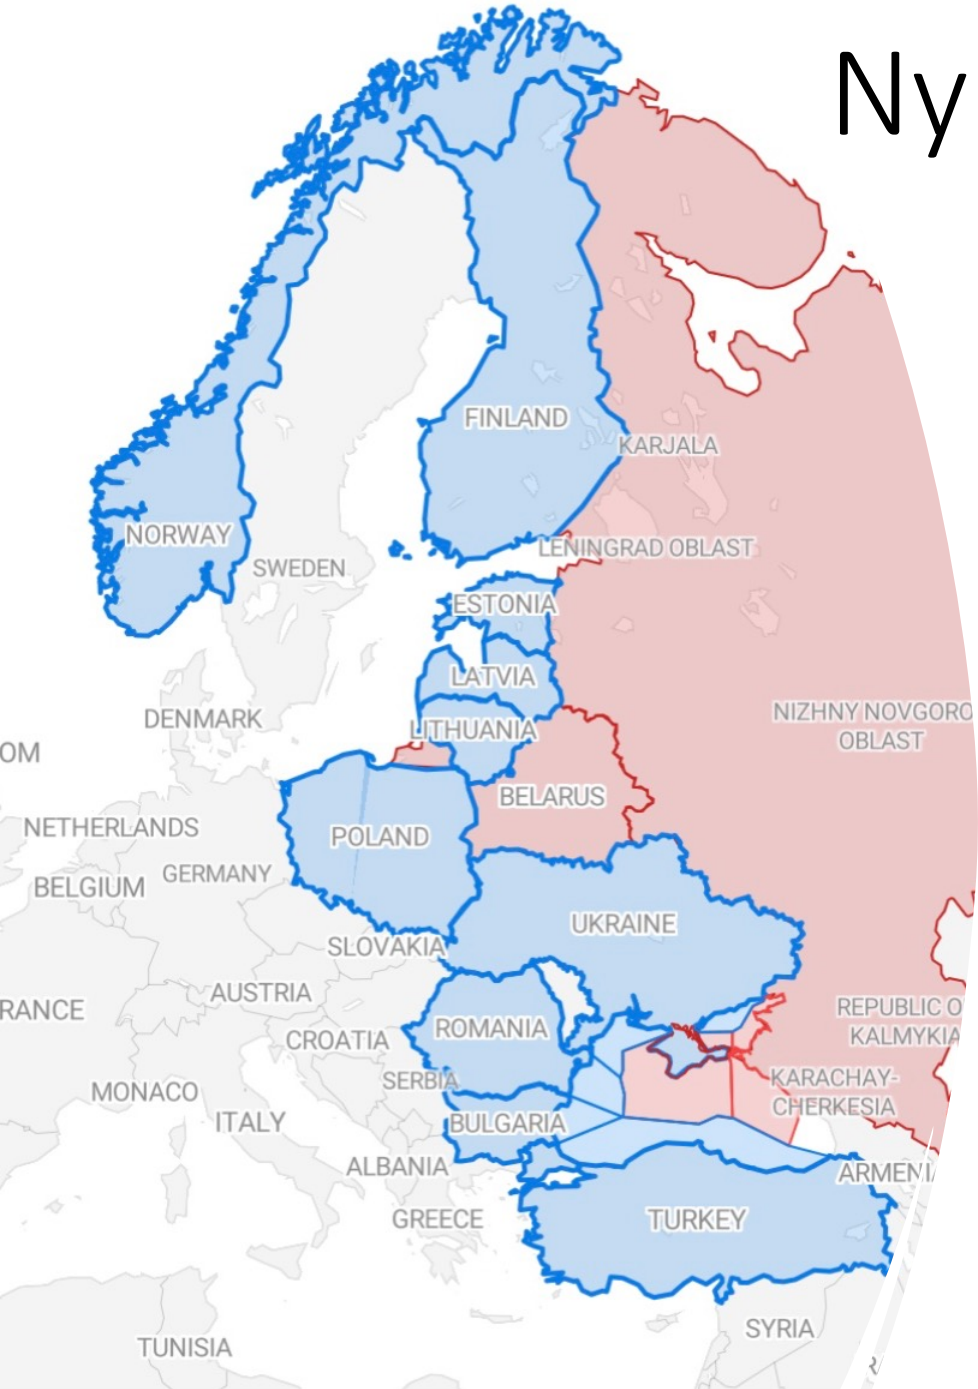 Ny
FINLAND
KARJALA
NORWAY
LENINGRAD OBLAST
SWEDEN
ESTONIA
LATVIA
DENMARK
LITHUANIA
NIZHNY NOVGORO
OBLAST
OM
BELARUS
NETHERLANDS
POLAND
GERMANY
BELGIUM
UKRAINE
SLOVAKIA
AUSTRIA
RANCE
REPUBLIC O
KALMYKIA
ROMANIA
CROATIA
SERBIA
KARACHAY-
CHERKESIA
MONACO
ITALY
BULGARIA
ALBANIA
ARMENIA
GREECE
TURKEY
SYRIA
TUNISIA